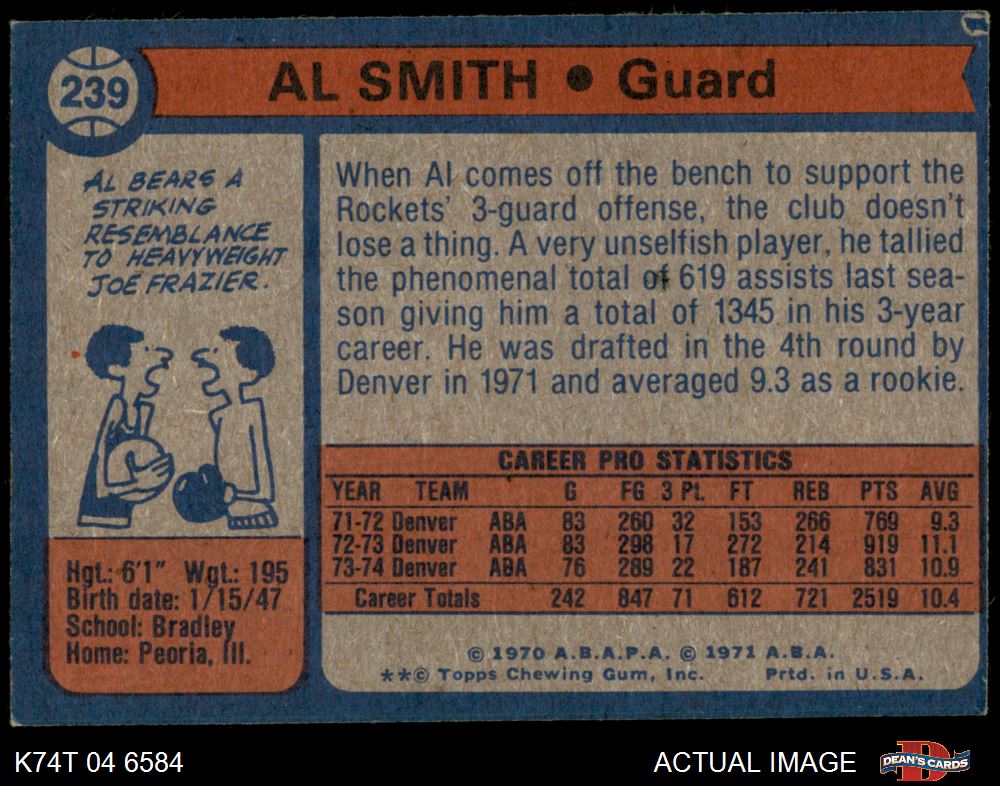 239
AL SMITH ● Guard
AL BEARS A
STRIKING
RESEMBLANCE
TO HEAVYWEIGHT
JOE FRAZIER.
When Al comes off the bench to support the
Rockets' 3-guard offense, the club doesn't
lose a thing. A very unselfish player, he tallied
the phenomenal total of 619 assists last sea-
son giving him a total of 1345 in his 3-year
career. He was drafted in the 4th round by
Denver in 1971 and averaged 9.3 as a rookie.
Hgt.: 6'1" Wgt.: 195
Birth date: 1/15/47
School: Bradley
Home: Peoria, Ill.
CAREER PRO STATISTICS
YEAR TEAM G FG 3 Pt. FT REB PTS AVG
71-72 Denver ABA 83 260 32 153 266 769 9.3
72-73 Denver ABA 83 298 17 272 214 919 11.1
73-74 Denver ABA 76 289 22 187 241 831 10.9
Career Totals 242 847 71 612 721 2519 10.4
© 1970 A.B.A.P.A. © 1971 A.B.A.
**© Topps Chewing Gum, Inc. Prtd. in U.S.A.
K74T 04 6584 ACTUAL IMAGE D DEAN'S CARDS